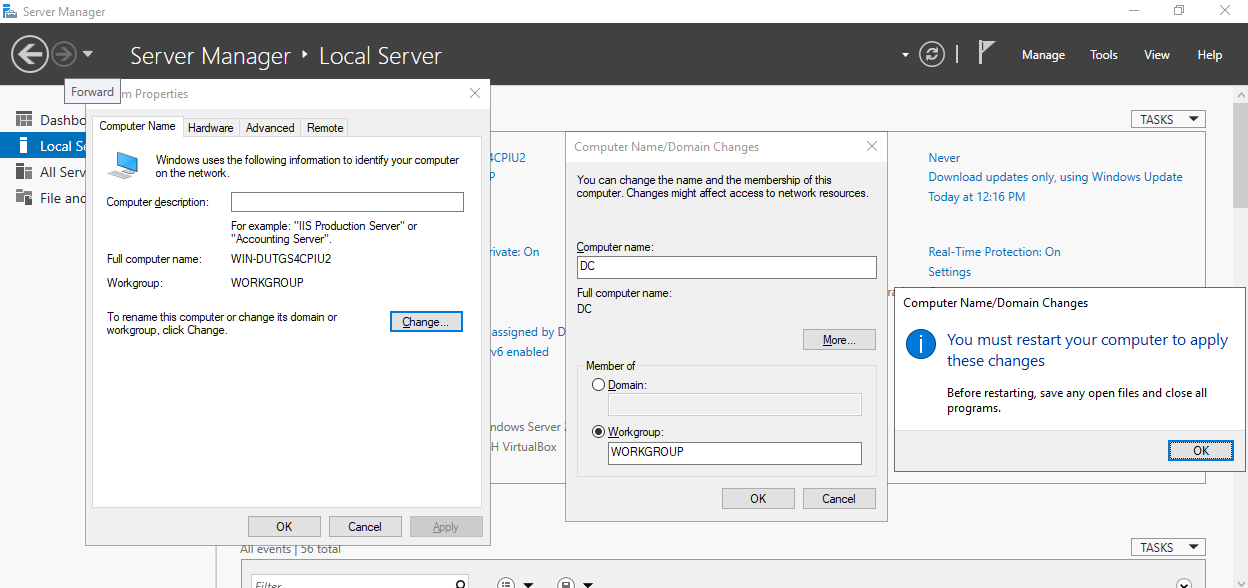 Server Manager
Server Manager ‣ Local Server
Manage Tools View Help
Forward
m Properties
Dashbo
Local Se
All Serv
File and
Computer Name Hardware Advanced Remote
Windows uses the following information to identify your computer
on the network.
Computer description:
For example: "IIS Production Server" or
"Accounting Server".
Full computer name: WIN-DUTGS4CPIU2
Workgroup: WORKGROUP
To rename this computer or change its domain or
workgroup, click Change.
Change...
OK Cancel Apply
4CPIU2
P
rivate: On
assigned by D
v6 enabled
ndows Server
H VirtualBox
Computer Name/Domain Changes
You can change the name and the membership of this
computer. Changes might affect access to network resources.
Computer name:
DC
Full computer name:
DC
More...
Member of
Domain:
Workgroup:
WORKGROUP
OK Cancel
TASKS
Never
Download updates only, using Windows Update
Today at 12:16 PM
Real-Time Protection: On
Settings
Computer Name/Domain Changes
You must restart your computer to apply
these changes
Before restarting, save any open files and close all
programs.
OK
All events | 56 total
TASKS
Filter